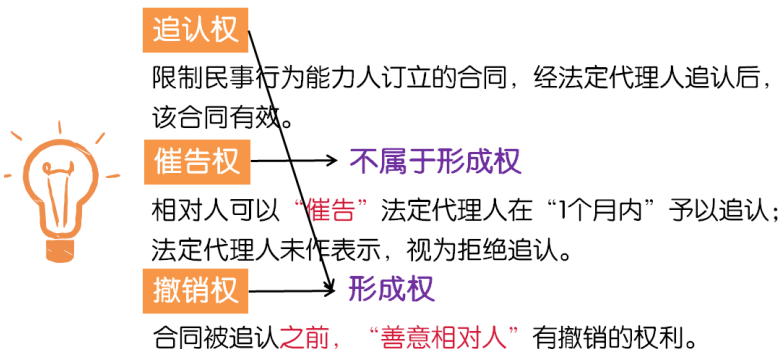 追认权
限制民事行为能力人订立的合同，经法定代理人追认后，
该合同有效。
催告权 不属于形成权
相对人可以“催告”法定代理人在“1个月内”予以追认；
法定代理人未作表示，视为拒绝追认。
撤销权 形成权
合同被追认之前，“善意相对人”有撤销的权利。